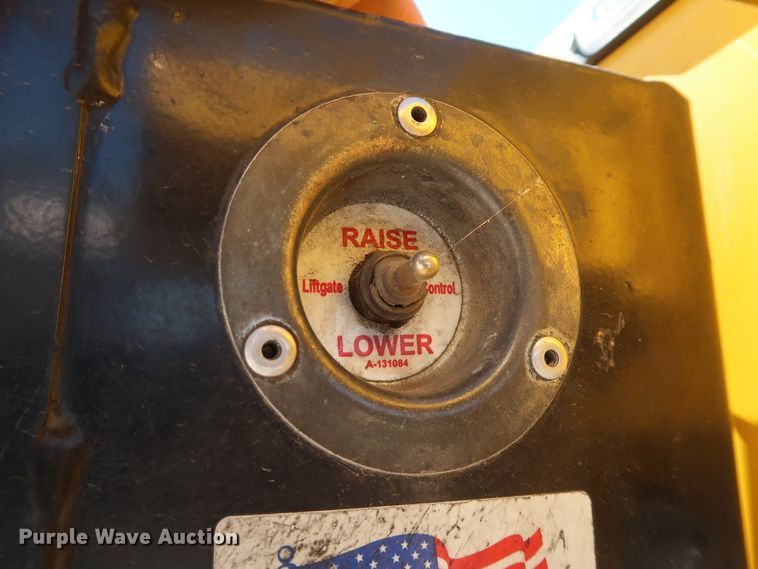 RAISE
Liftgate Control
LOWER
A-131084
Purple Wave Auction®